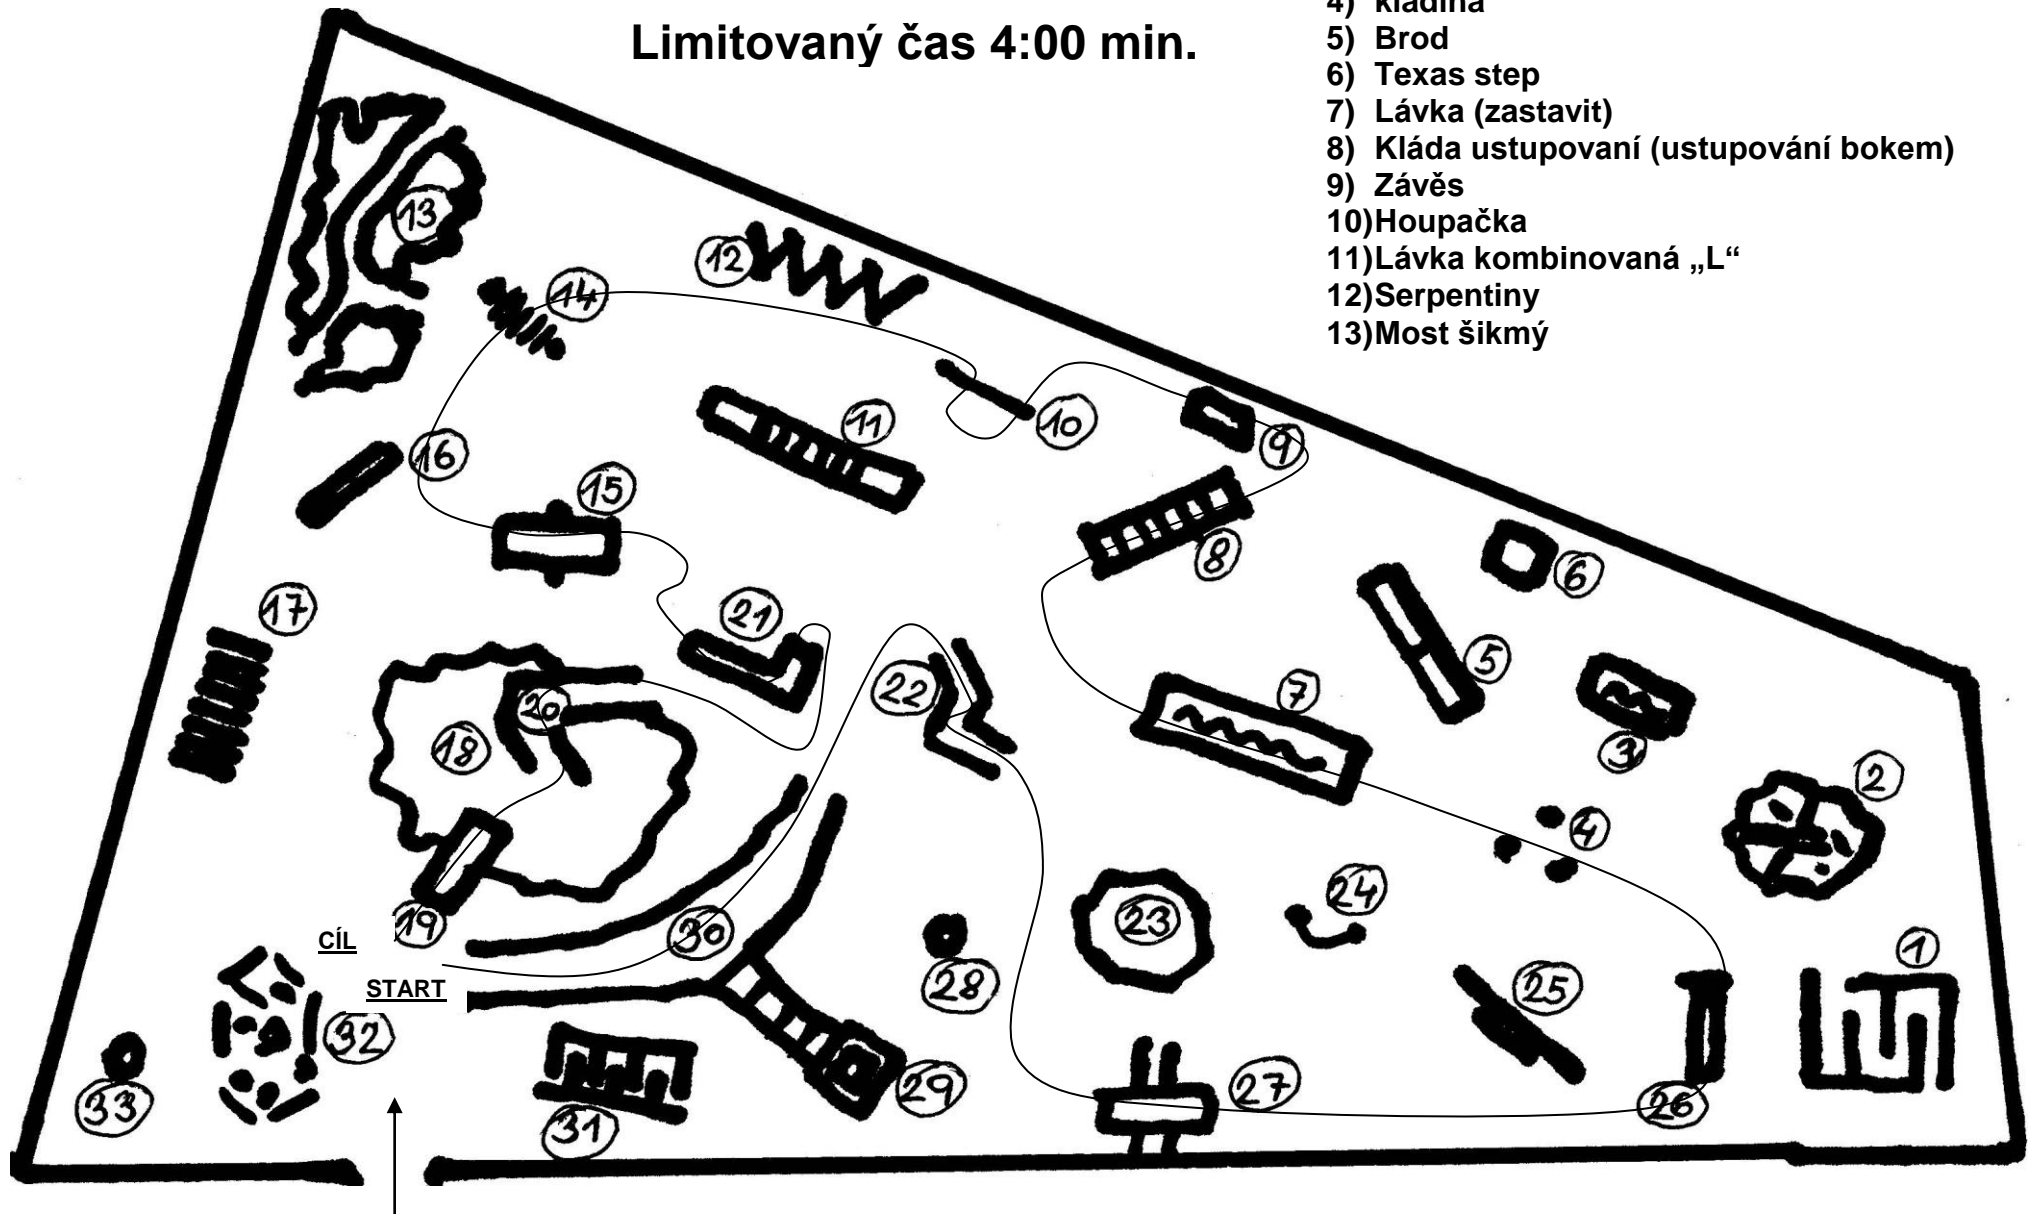 Limitovaný čas 4:00 min.
4) kladina
5) Brod
6) Texas step
7) Lávka (zastavit)
8) Kláda ustupovaní (ustupování bokem)
9) Závěs
10)Houpačka
11)Lávka kombinovaná „L“
12)Serpentiny
13)Most šikmý
13
12
14
11
10
9
16
15
8
6
17
21
5
22
7
20
18
3
2
4
24
23
19
30
CÍL
1
START
28
25
32
27
29
26
33
31